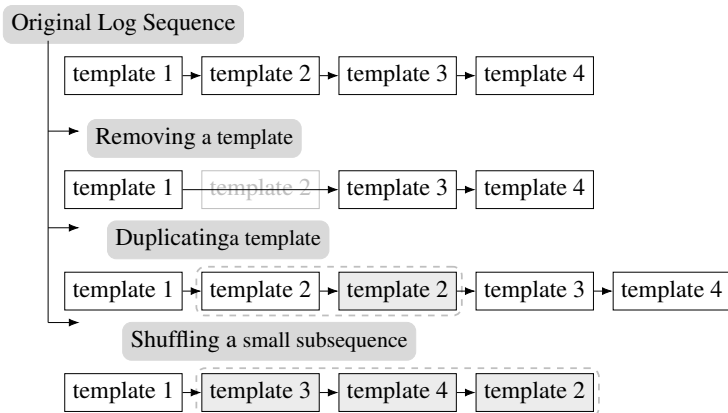 Original Log Sequence
template 1 template 2 template 3 template 4
Removing a template
template 1 template 2 template 3 template 4
Duplicatinga template
template 1 template 2 template 2 template 3 template 4
Shuffling a small subsequence
template 1 template 3 template 4 template 2